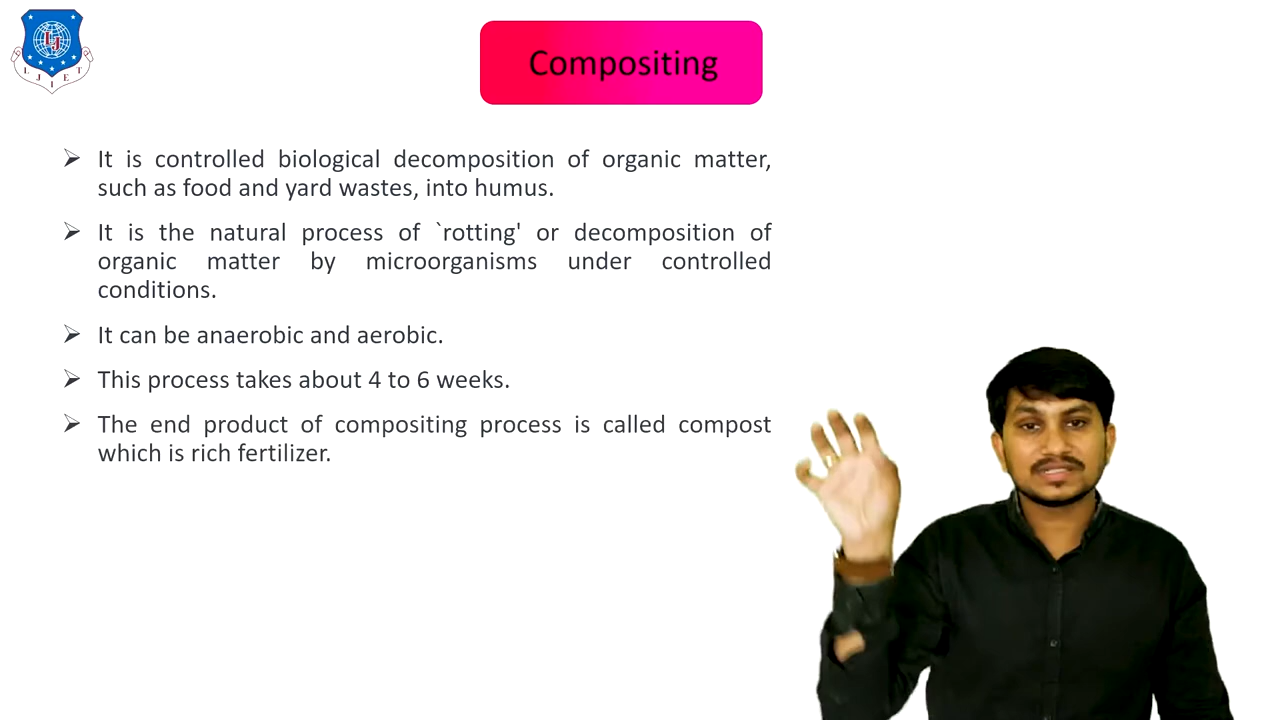 LJ
L J I E T
Compositing
It is controlled biological decomposition of organic matter,
such as food and yard wastes, into humus.
It is the natural process of `rotting' or decomposition of
organic matter by microorganisms under controlled
conditions.
It can be anaerobic and aerobic.
This process takes about 4 to 6 weeks.
The end product of compositing process is called compost
which is rich fertilizer.